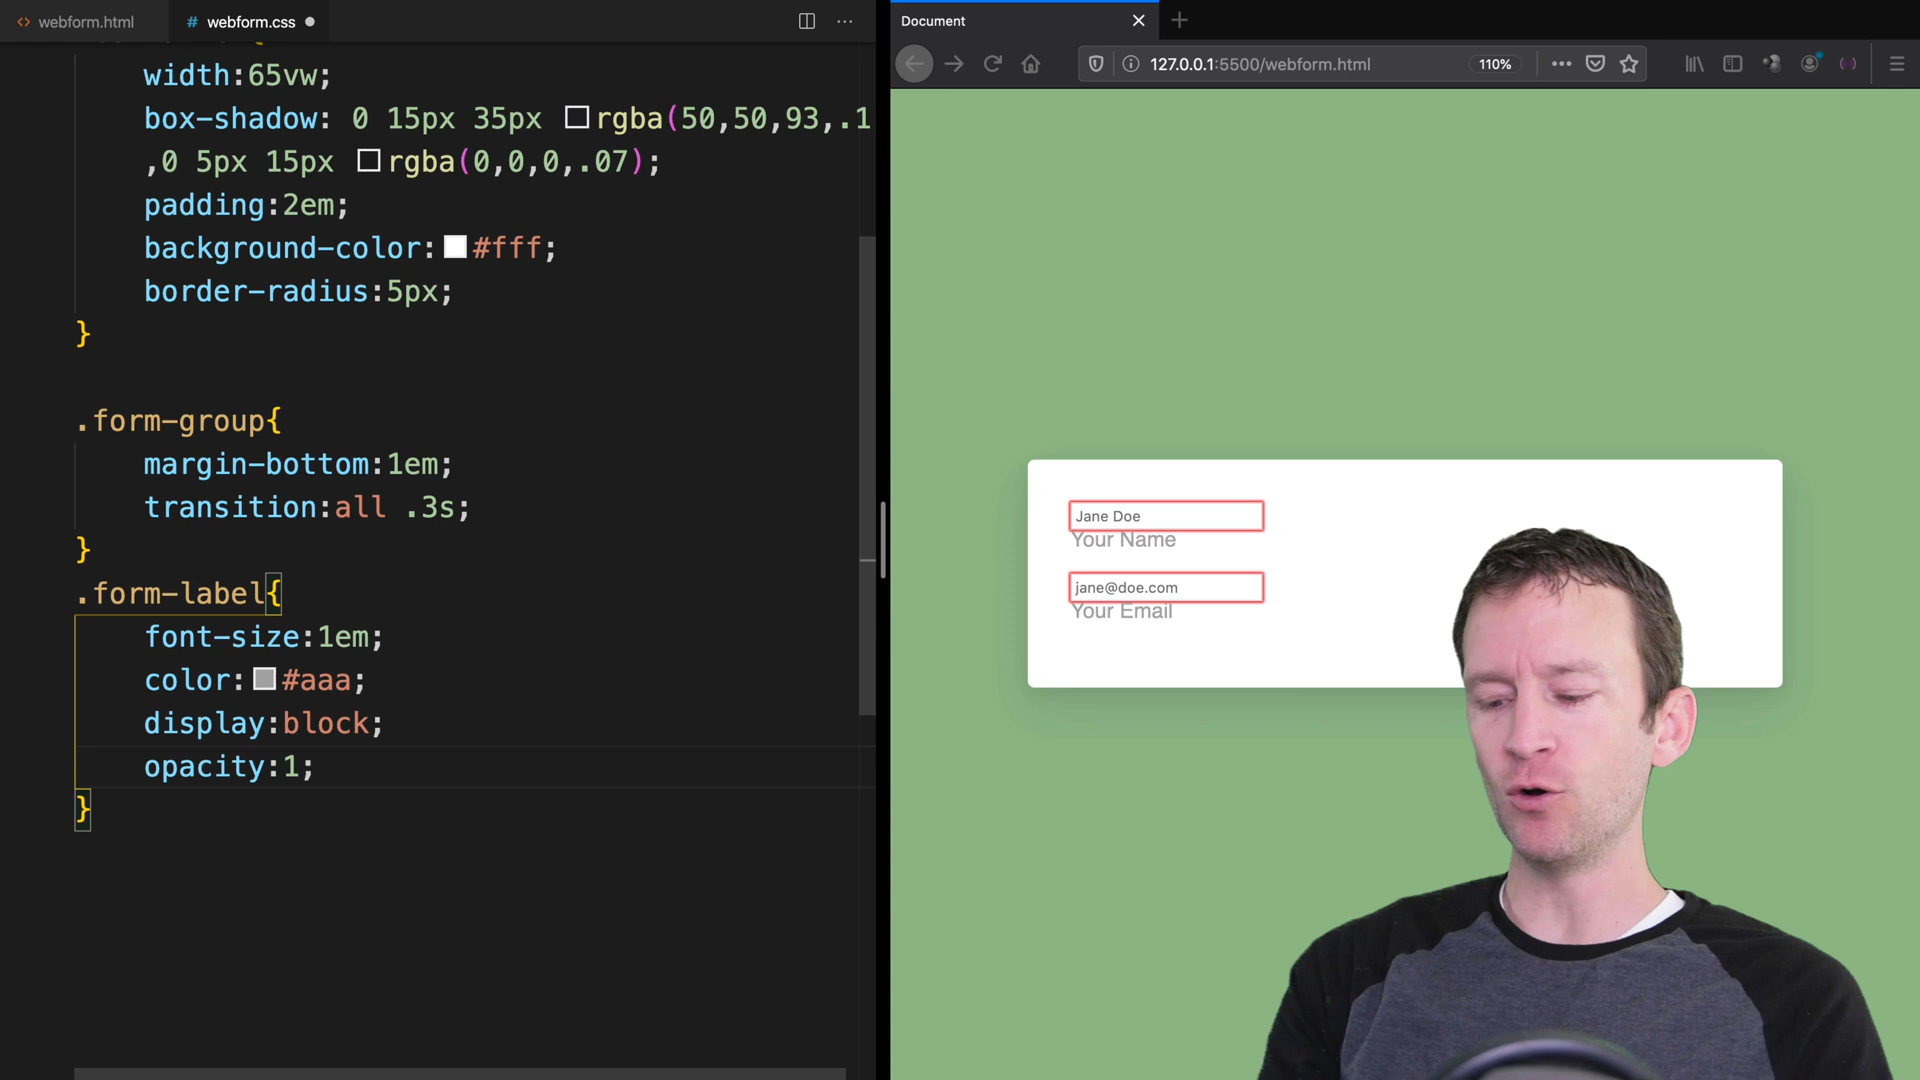 webform.html
# webform.css
width:65vw;
box-shadow: 0 15px 35px rgba(50,50,93,.1
,0 5px 15px rgba(0,0,0,.07);
padding:2em;
background-color: #fff;
border-radius:5px;
}
.form-group{
margin-bottom:1em;
transition:all .3s;
}
.form-label{
font-size:1em;
color: #aaa;
display:block;
opacity:1;
}
Document
127.0.0.1:5500/webform.html
110%
Jane Doe
Your Name
jane@doe.com
Your Email